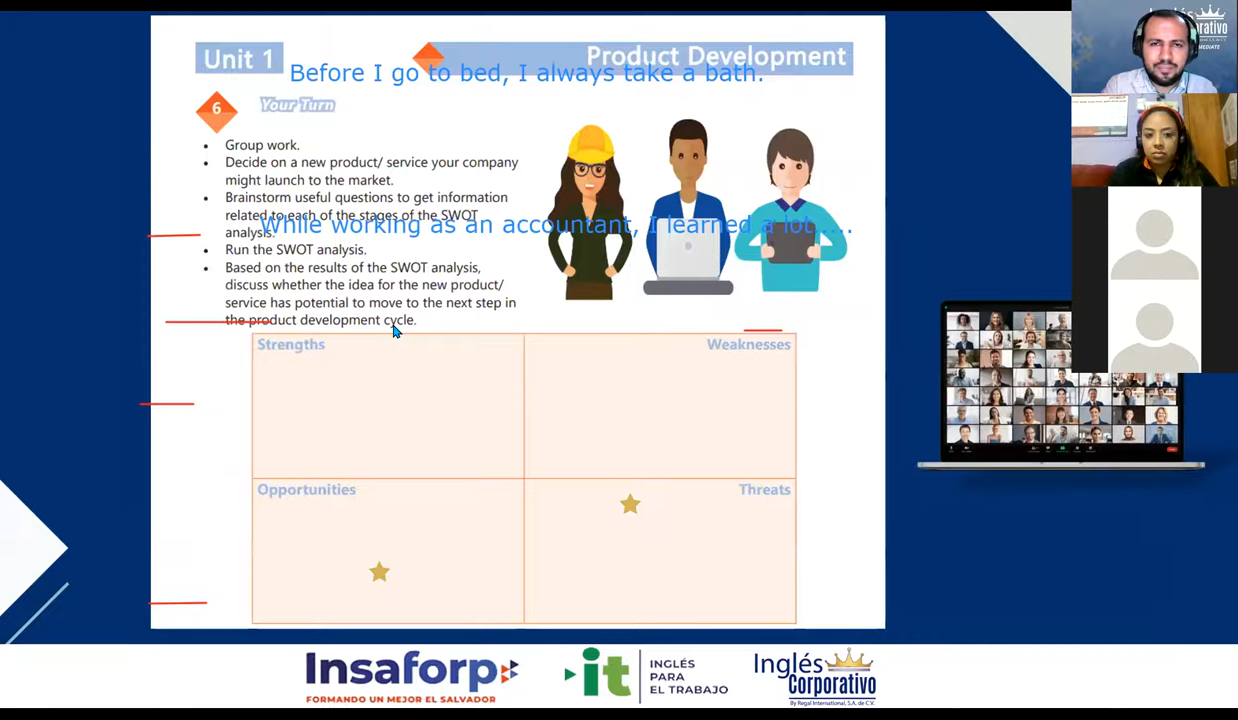 Unit 1
Product Development
Before I go to bed, I always take a bath.
6
Your Turn
• Group work.
• Decide on a new product/ service your company
might launch to the market.
• Brainstorm useful questions to get information
related to each of the stages of the SWOT
analysis.
While working as an accountant, I learned a lot ....
• Run the SWOT analysis.
• Based on the results of the SWOT analysis,
discuss whether the idea for the new product/
service has potential to move to the next step in
the product development cycle.
Strengths
Weaknesses
Opportunities
Threats
Inglés
Insaforp
FORMANDO UN MEJOR EL SALVADOR
it
INGLÉS
PARA
EL TRABAJO
Inglés
Corporativo
By Regal International, S.A. de C.V.